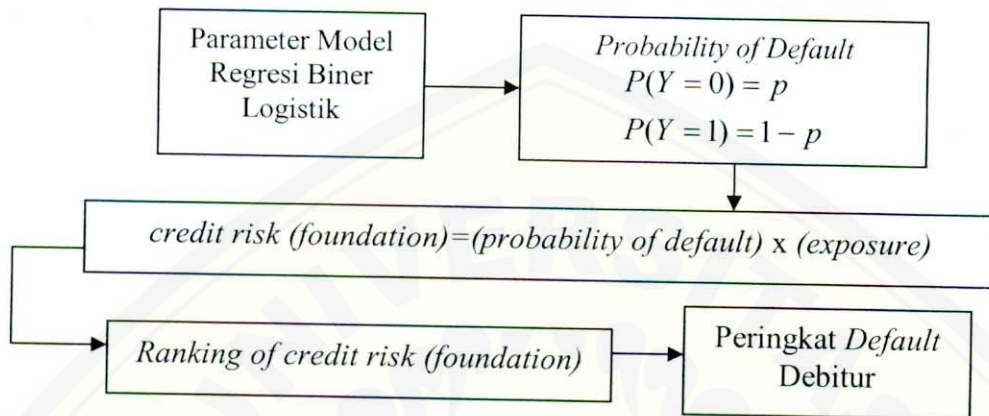 Parameter Model
Regresi Biner
Logistik
Probability of Default
P(Y = 0) = p
P(Y = 1) = 1 − p
credit risk (foundation)=(probability of default) x (exposure)
Ranking of credit risk (foundation)
Peringkat Default
Debitur